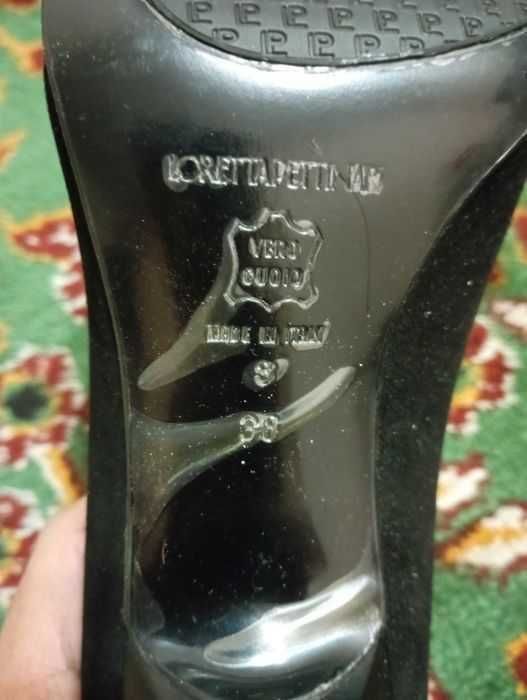 LORETTAPETTINARI
VERO
CUOIO
MADE IN ITALY
38